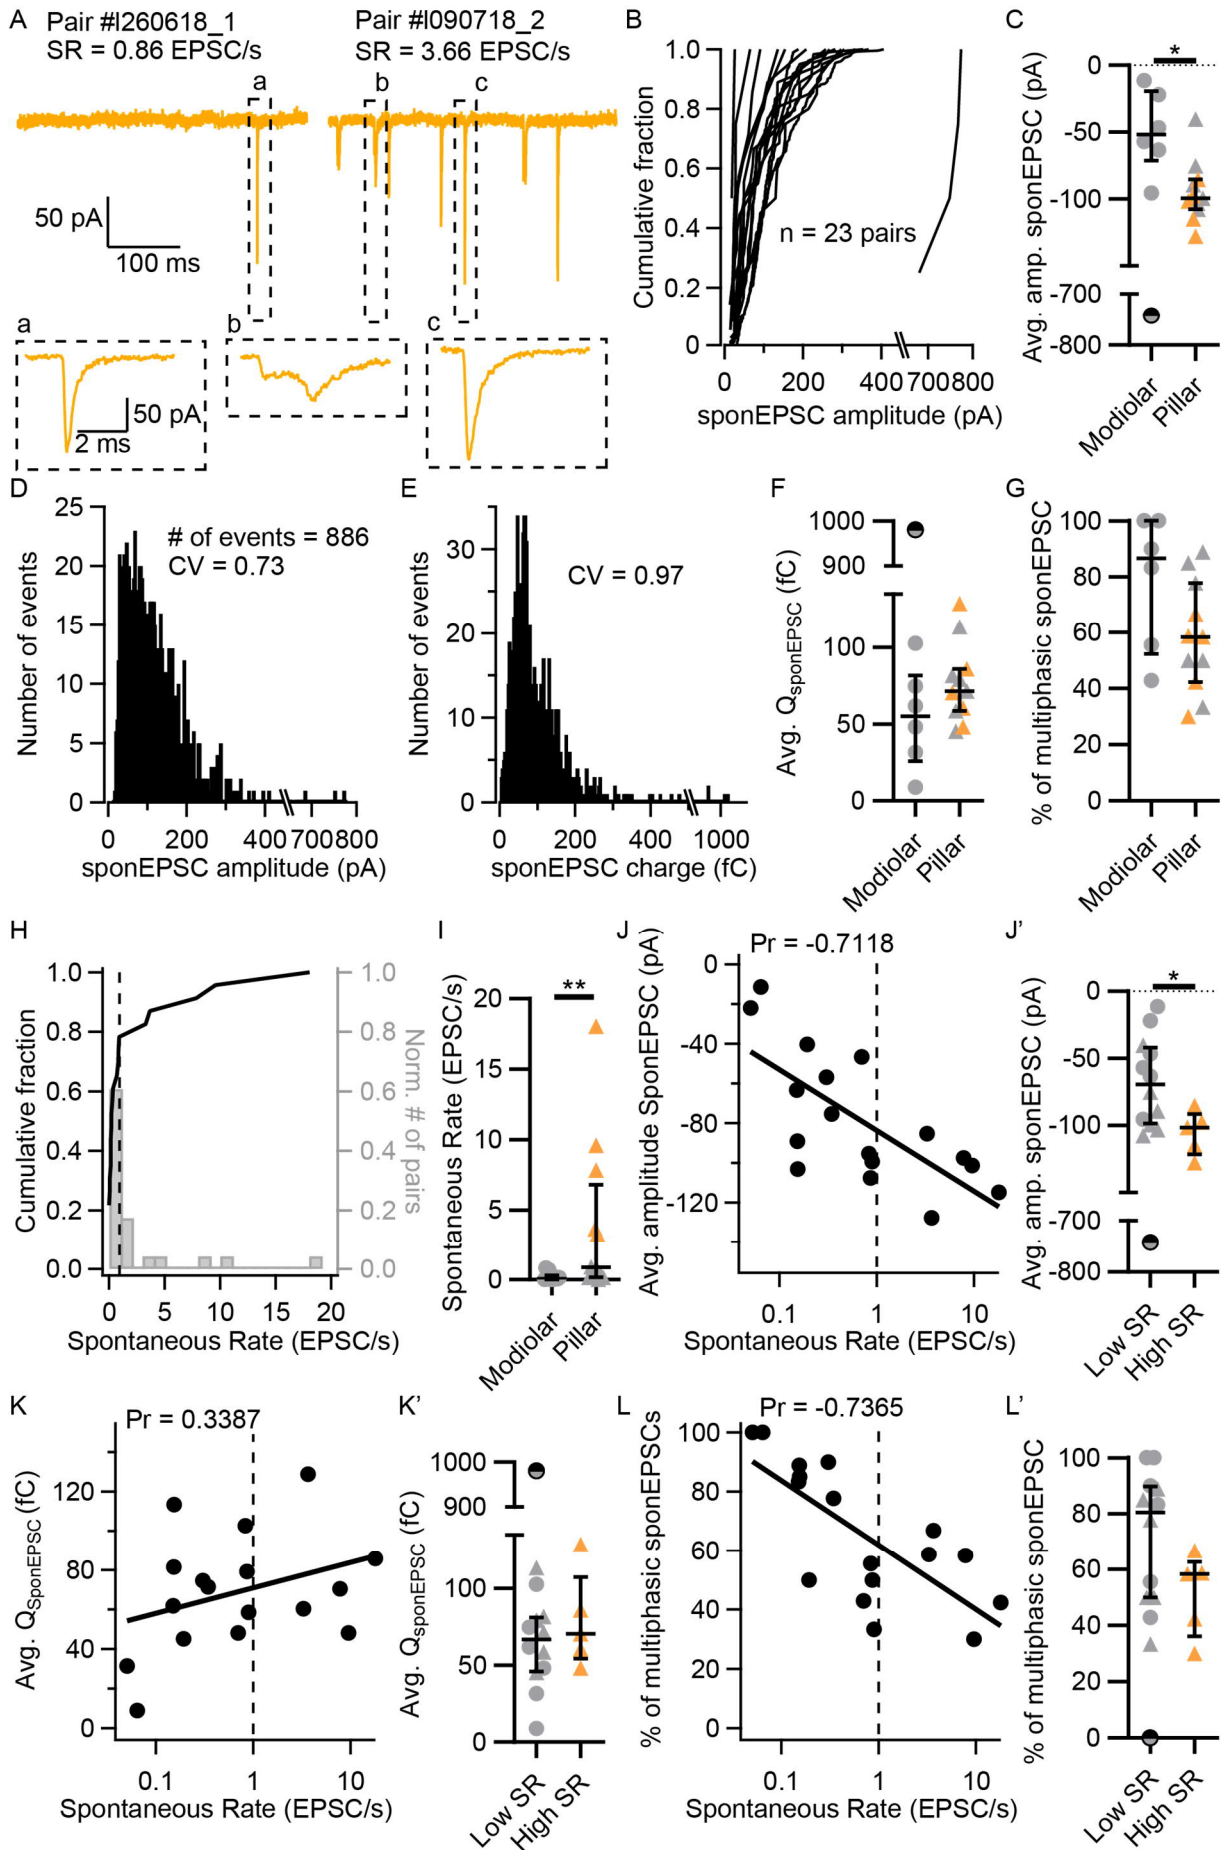 A
Pair #I260618_1
SR = 0.86 EPSC/s
Pair #I090718_2
SR = 3.66 EPSC/s
a
b
c
50 pA
100 ms
a
b
c
50 pA
2 ms
B
Cumulative fraction
1.0
0.8
0.6
0.4
0.2
0
n = 23 pairs
0 200 400 700 800
sponEPSC amplitude (pA)
C
Avg. amp. sponEPSC (pA)
*
0
-50
-100
-700
-800
Modiolar
Pillar
D
Number of events
25
20
15
10
5
0
# of events = 886
CV = 0.73
0 200 400 700 800
sponEPSC amplitude (pA)
E
Number of events
30
20
10
0
CV = 0.97
0 200 400 1000
sponEPSC charge (fC)
F
Avg. QsponEPSC (fC)
1000
900
100
50
0
Modiolar
Pillar
G
% of multiphasic sponEPSC
100
80
60
40
20
0
Modiolar
Pillar
H
Cumulative fraction
1.0
0.8
0.6
0.4
0.2
0.0
1.0
0.8
0.6
0.4
0.2
0.0
Norm. # of pairs
0 5 10 15 20
Spontaneous Rate (EPSC/s)
I
Spontaneous Rate (EPSC/s)
**
20
15
10
5
0
Modiolar
Pillar
J
Pr = -0.7118
Avg. amplitude SponEPSC (pA)
0
-40
-80
-120
0.1 1 10
Spontaneous Rate (EPSC/s)
J'
Avg. amp. sponEPSC (pA)
*
0
-50
-100
-700
-800
Low SR
High SR
K
Pr = 0.3387
Avg. QSponEPSC (fC)
120
80
40
0
0.1 1 10
Spontaneous Rate (EPSC/s)
K'
Avg. QsponEPSC (fC)
1000
900
100
50
0
Low SR
High SR
L
Pr = -0.7365
% of multiphasic sponEPSCs
100
80
60
40
20
0
0.1 1 10
Spontaneous Rate (EPSC/s)
L'
% of multiphasic sponEPSC
100
80
60
40
20
0
Low SR
High SR